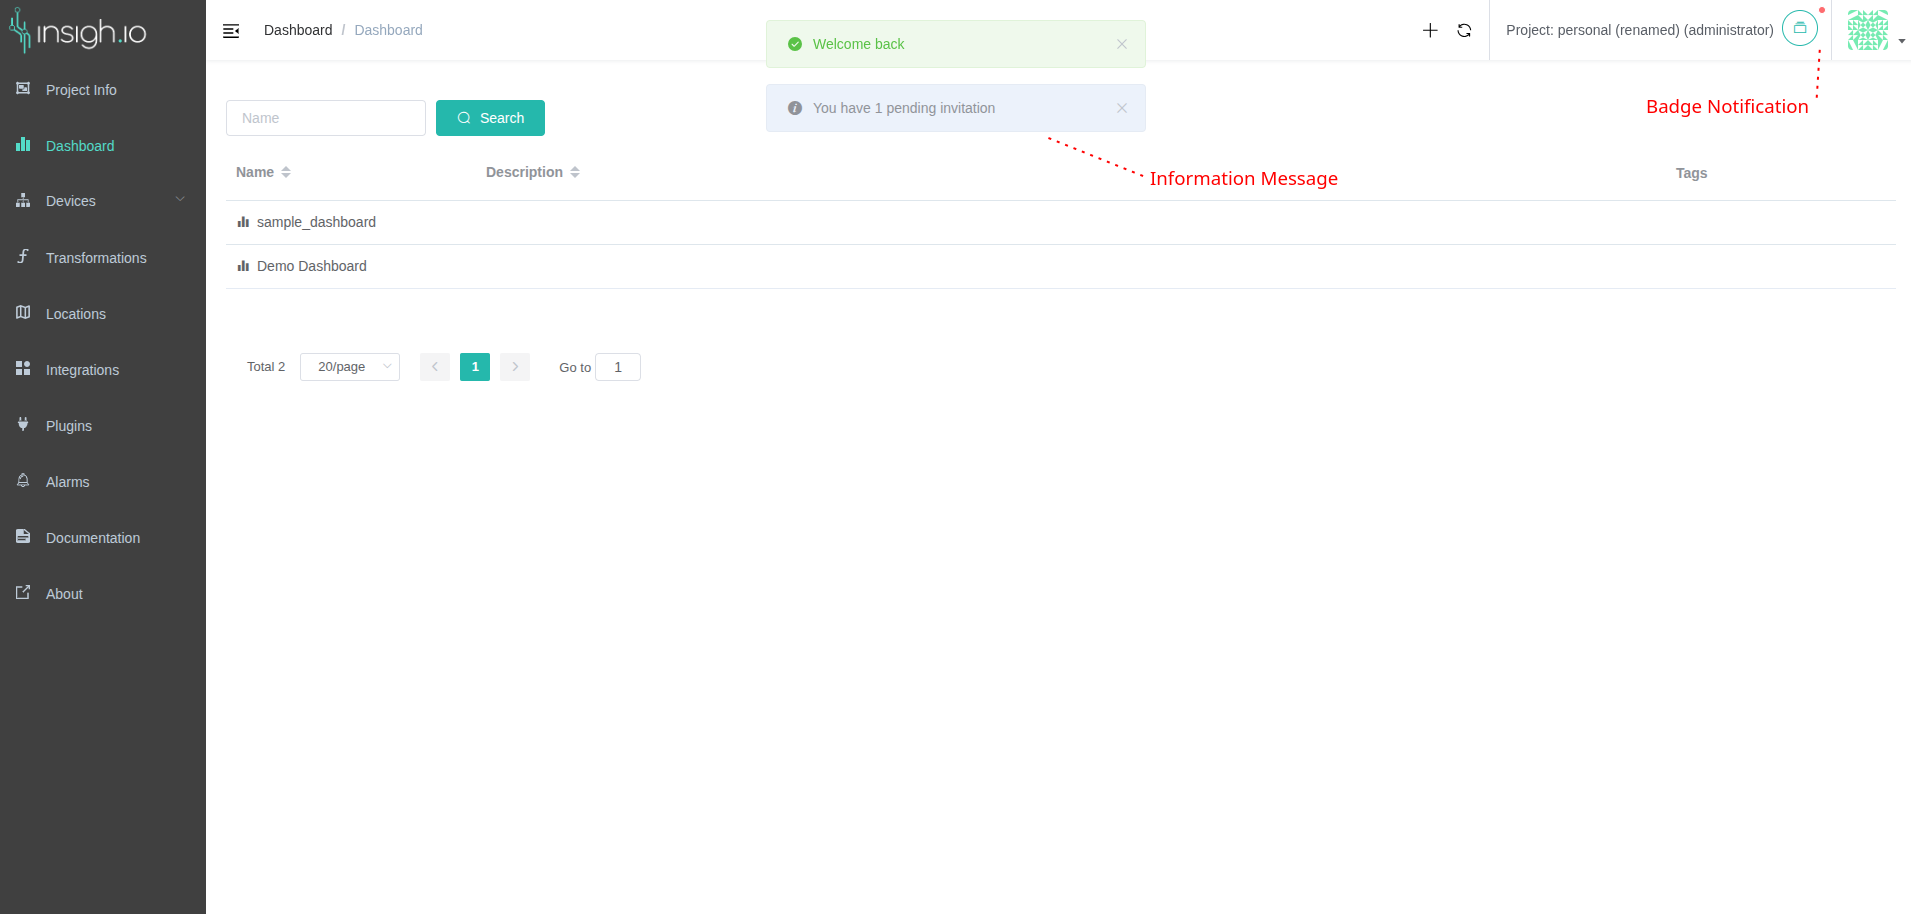 insigh.io
Project Info
Dashboard
Devices
Transformations
Locations
Integrations
Plugins
Alarms
Documentation
About
Dashboard / Dashboard
Welcome back
You have 1 pending invitation
Project: personal (renamed) (administrator)
Badge Notification
Information Message
Name
Search
Name Description Tags
sample_dashboard
Demo Dashboard
Total 2 20/page 1 Go to 1